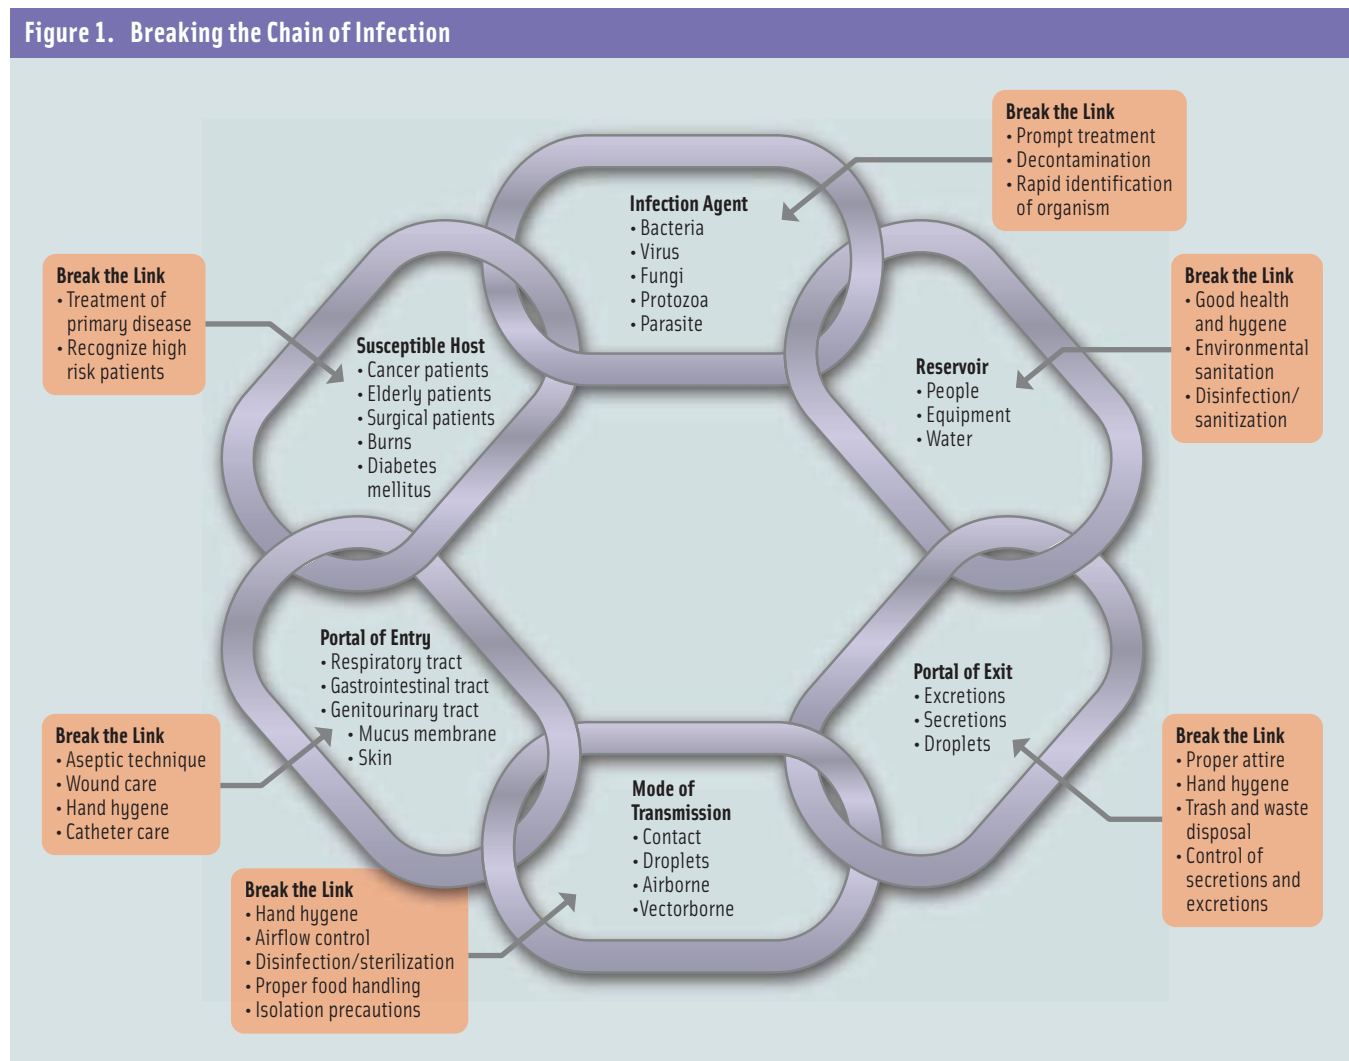 Figure 1. Breaking the Chain of Infection
Break the Link
• Prompt treatment
• Decontamination
• Rapid identification
of organism
Infection Agent
• Bacteria
• Virus
• Fungi
• Protozoa
• Parasite
Break the Link
• Good health
and hygene
• Environmental
sanitation
• Disinfection/
sanitization
Reservoir
• People
• Equipment
• Water
Break the Link
• Proper attire
• Hand hygene
• Trash and waste
disposal
• Control of
secretions and
excretions
Portal of Exit
• Excretions
• Secretions
• Droplets
Mode of
Transmission
• Contact
• Droplets
• Airborne
•Vectorborne
Break the Link
• Hand hygene
• Airflow control
• Disinfection/sterilization
• Proper food handling
• Isolation precautions
Portal of Entry
• Respiratory tract
• Gastrointestinal tract
• Genitourinary tract
• Mucus membrane
• Skin
Break the Link
• Aseptic technique
• Wound care
• Hand hygene
• Catheter care
Susceptible Host
• Cancer patients
• Elderly patients
• Surgical patients
• Burns
• Diabetes
mellitus
Break the Link
• Treatment of
primary disease
• Recognize high
risk patients